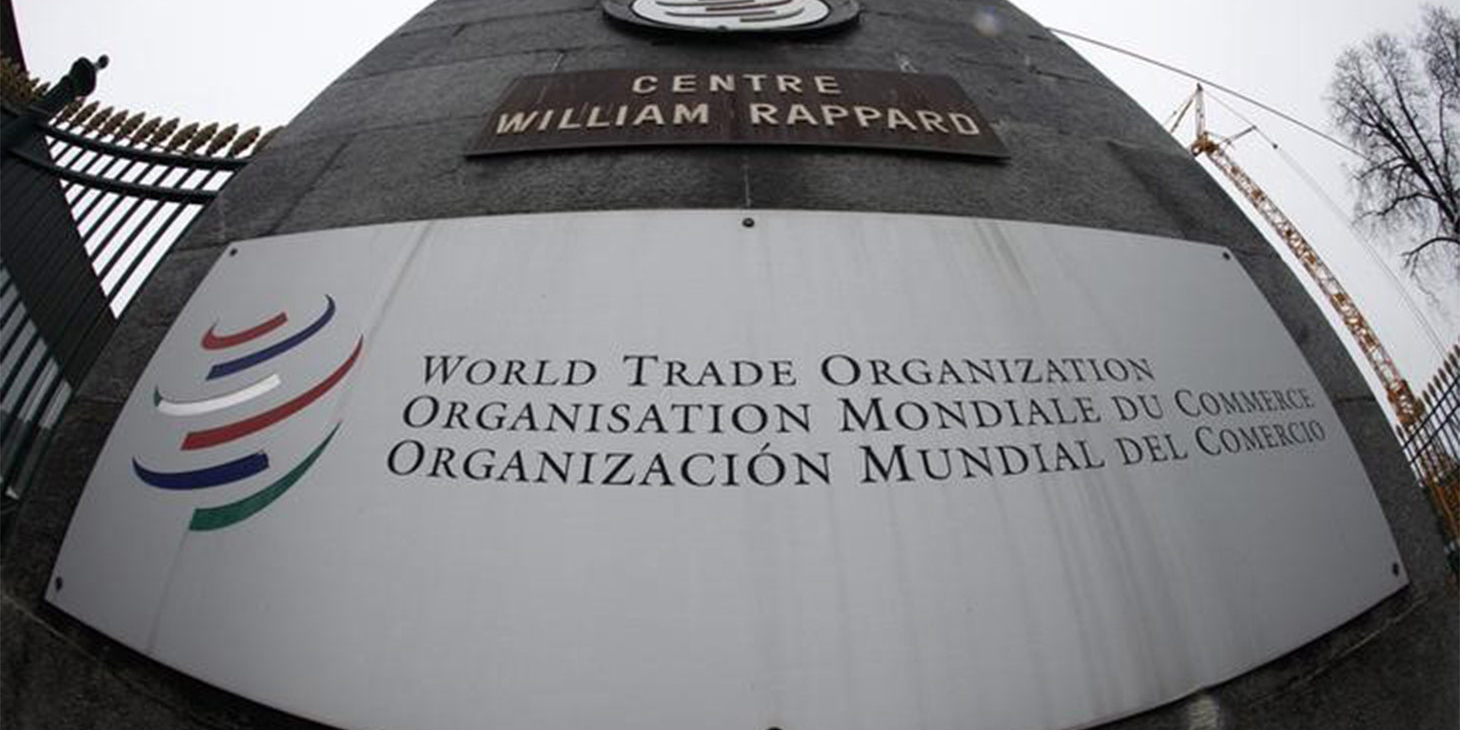 CENTRE
WILLIAM RAPPARD
WORLD TRADE ORGANIZATION
ORGANISATION MONDIALE DU COMMERCE
ORGANIZACIÓN MUNDIAL DEL COMERCIO